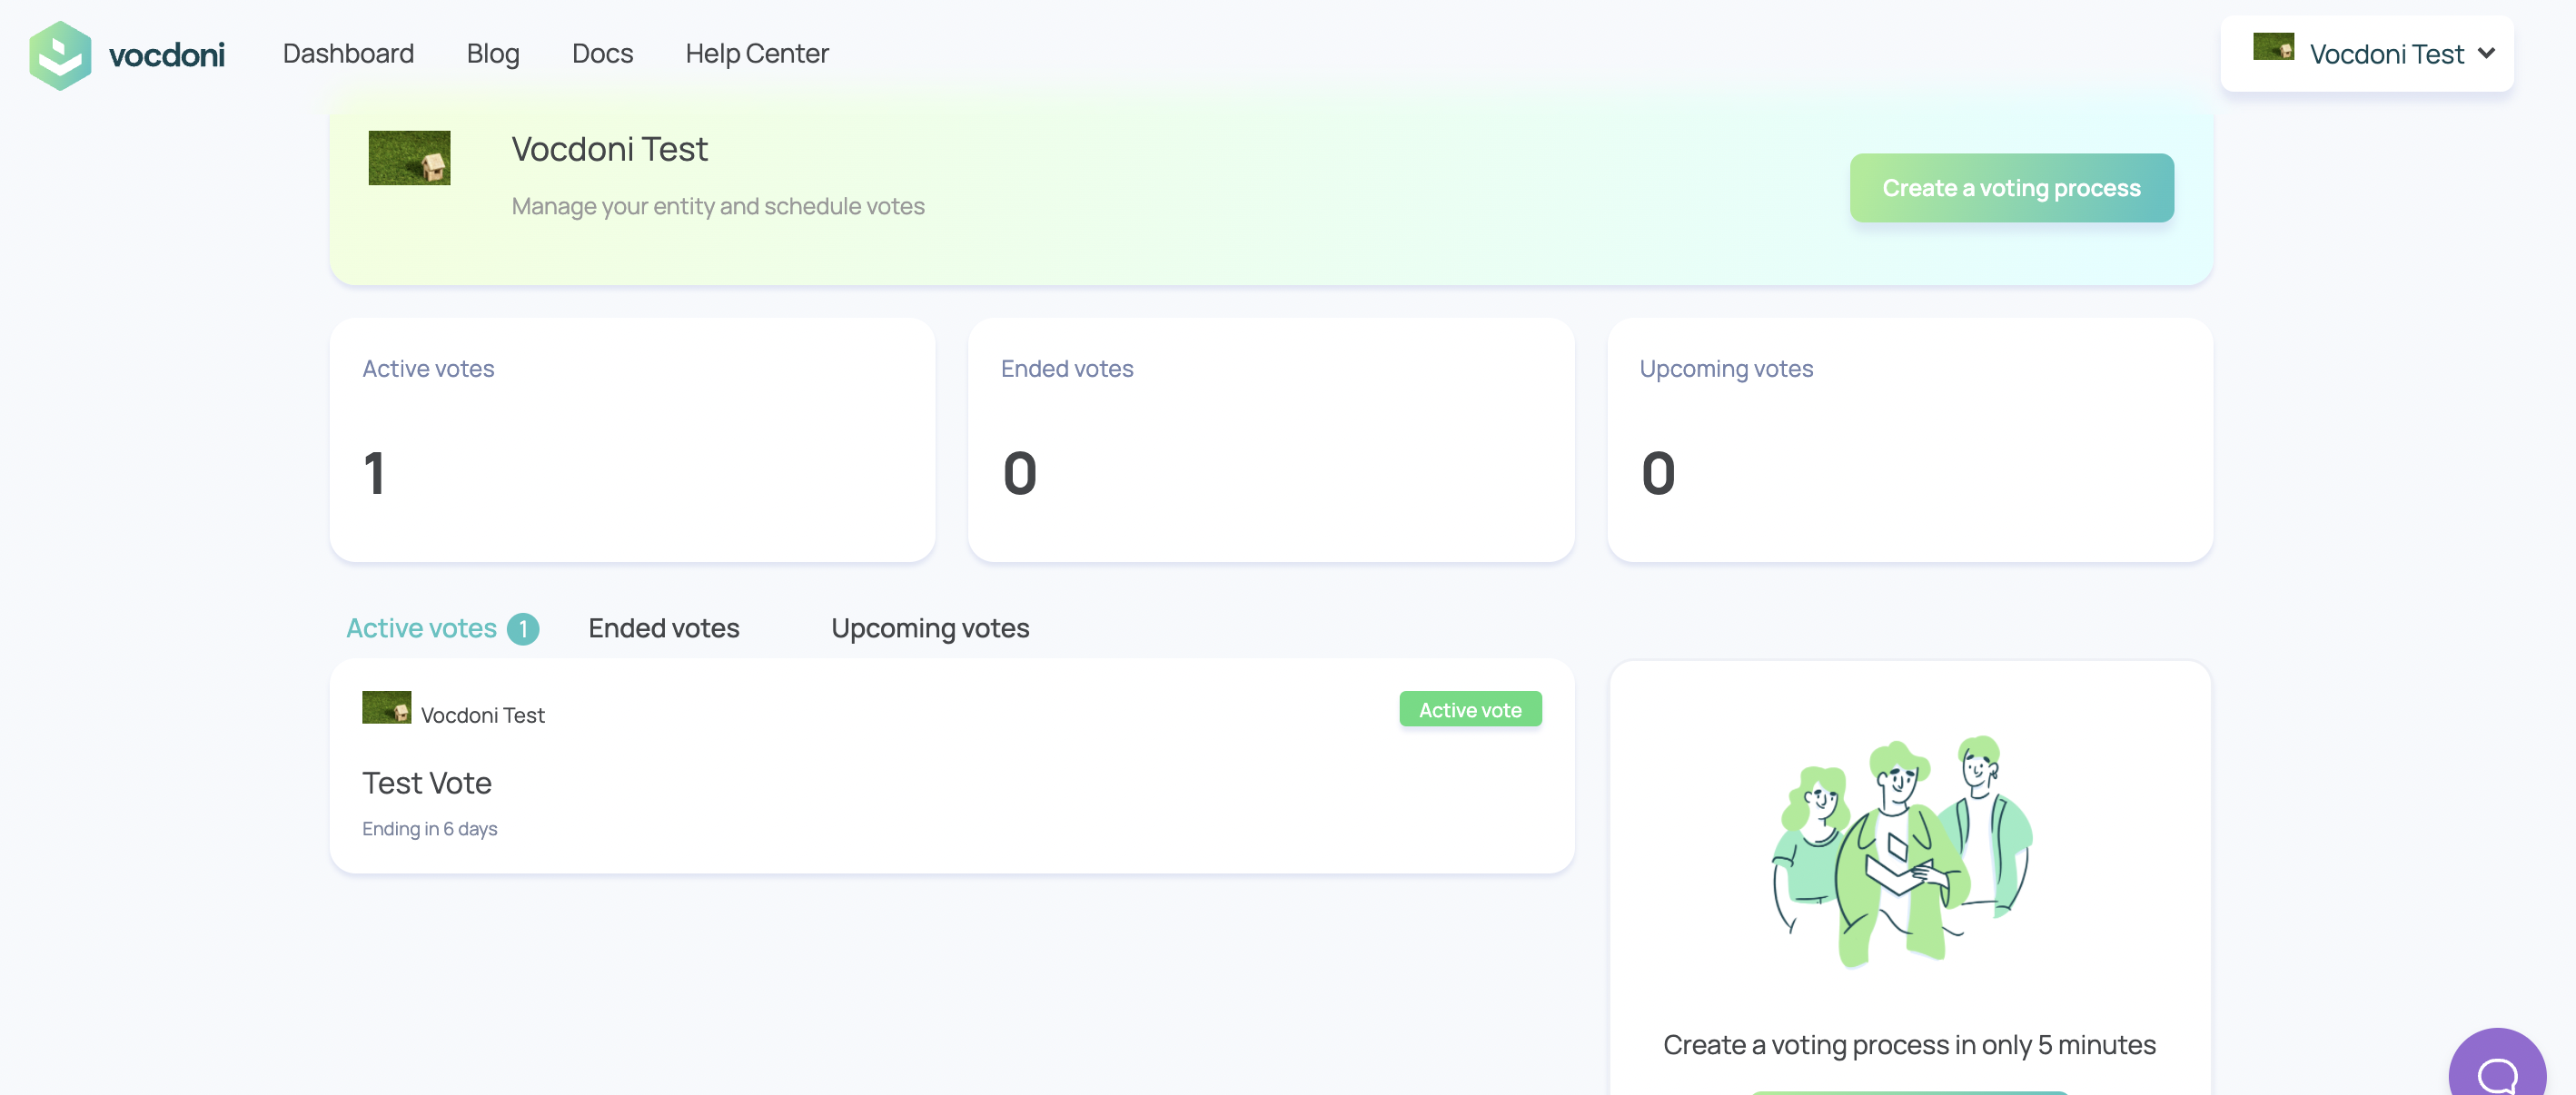 vocdoni
Dashboard
Blog
Docs
Help Center
Vocdoni Test
Vocdoni Test
Manage your entity and schedule votes
Create a voting process
Active votes
1
Ended votes
0
Upcoming votes
0
Active votes 1
Ended votes
Upcoming votes
Vocdoni Test
Active vote
Test Vote
Ending in 6 days
Create a voting process in only 5 minutes